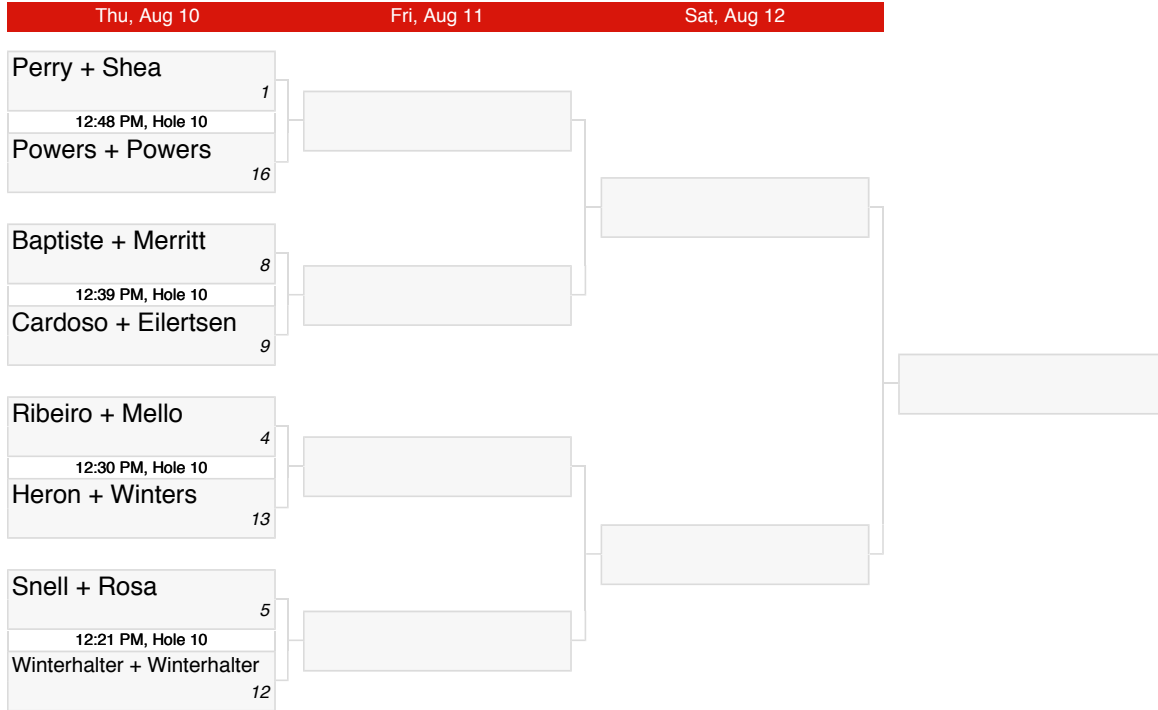 Thu, Aug 10 Fri, Aug 11 Sat, Aug 12
Perry + Shea
1
12:48 PM, Hole 10
Powers + Powers
16
Baptiste + Merritt
8
12:39 PM, Hole 10
Cardoso + Eilertsen
9
Ribeiro + Mello
4
12:30 PM, Hole 10
Heron + Winters
13
Snell + Rosa
5
12:21 PM, Hole 10
Winterhalter + Winterhalter
12